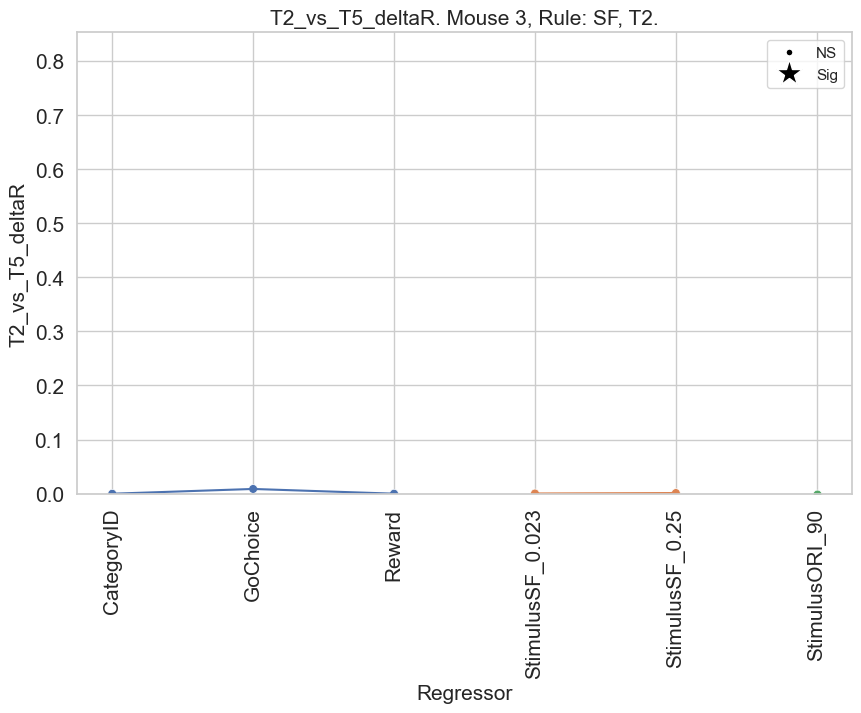 T2_vs_T5_deltaR. Mouse 3, Rule: SF, T2.
NS
Sig
T2_vs_T5_deltaR
0.8
0.7
0.6
0.5
0.4
0.3
0.2
0.1
0.0
CategoryID
GoChoice
Reward
StimulusSF_0.023
StimulusSF_0.25
StimulusORI_90
Regressor